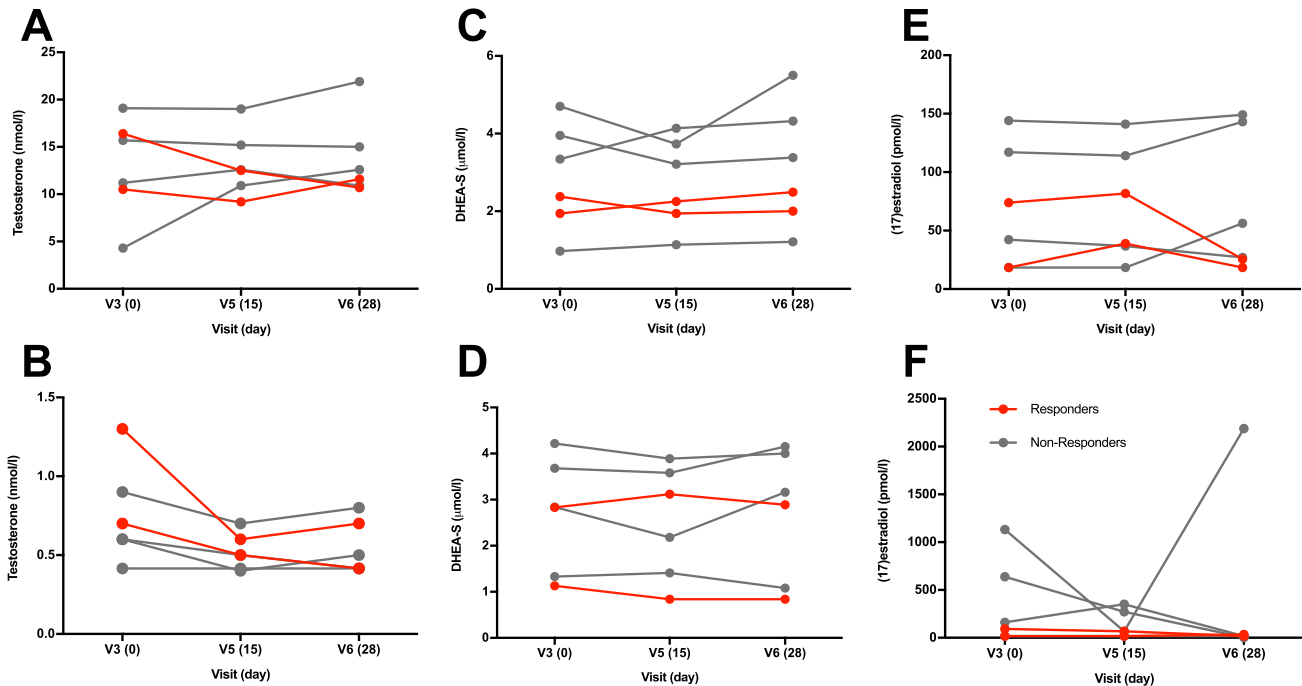 A
Testosterone (nmol/l)
25
20
15
10
5
0
V3 (0) V5 (15) V6 (28)
Visit (day)
C
DHEA-S (μmol/l)
6
4
2
0
V3 (0) V5 (15) V6 (28)
Visit (day)
E
(17)estradiol (pmol/l)
200
150
100
50
0
V3 (0) V5 (15) V6 (28)
Visit (day)
B
Testosterone (nmol/l)
1.5
1.0
0.5
0.0
V3 (0) V5 (15) V6 (28)
Visit (day)
D
DHEA-S (μmol/l)
5
4
3
2
1
0
V3 (0) V5 (15) V6 (28)
Visit (day)
F
(17)estradiol (pmol/l)
2500
2000
1500
1000
500
0
Responders
Non-Responders
V3 (0) V5 (15) V6 (28)
Visit (day)